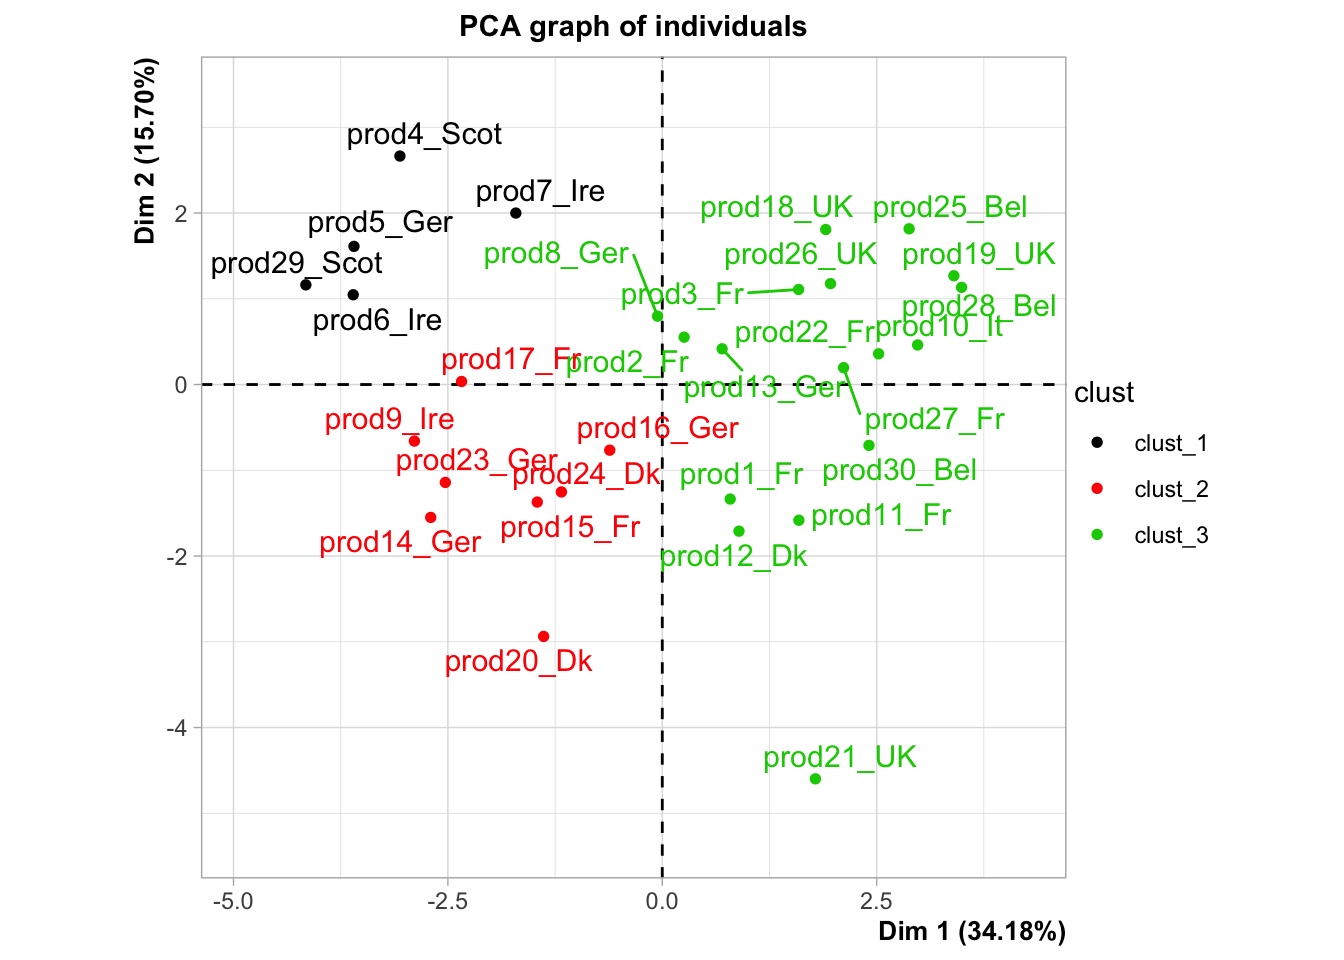 PCA graph of individuals
Dim 2 (15.70%)
prod4_Scot
prod7_Ire
prod18_UK
prod25_Bel
prod5_Ger
prod8_Ger
prod26_UK
prod19_UK
prod29_Scot
prod3_Fr
prod28_Bel
prod6_Ire
prod22_Fr
prod10_It
prod17_Fr
prod2_Fr
prod13_Ger
prod9_Ire
prod16_Ger
prod27_Fr
prod23_Ger
prod24_Dk
prod1_Fr
prod30_Bel
prod15_Fr
prod11_Fr
prod14_Ger
prod12_Dk
prod20_Dk
prod21_UK
2
0
-2
-4
-5.0
-2.5
0.0
2.5
Dim 1 (34.18%)
clust
clust_1
clust_2
clust_3